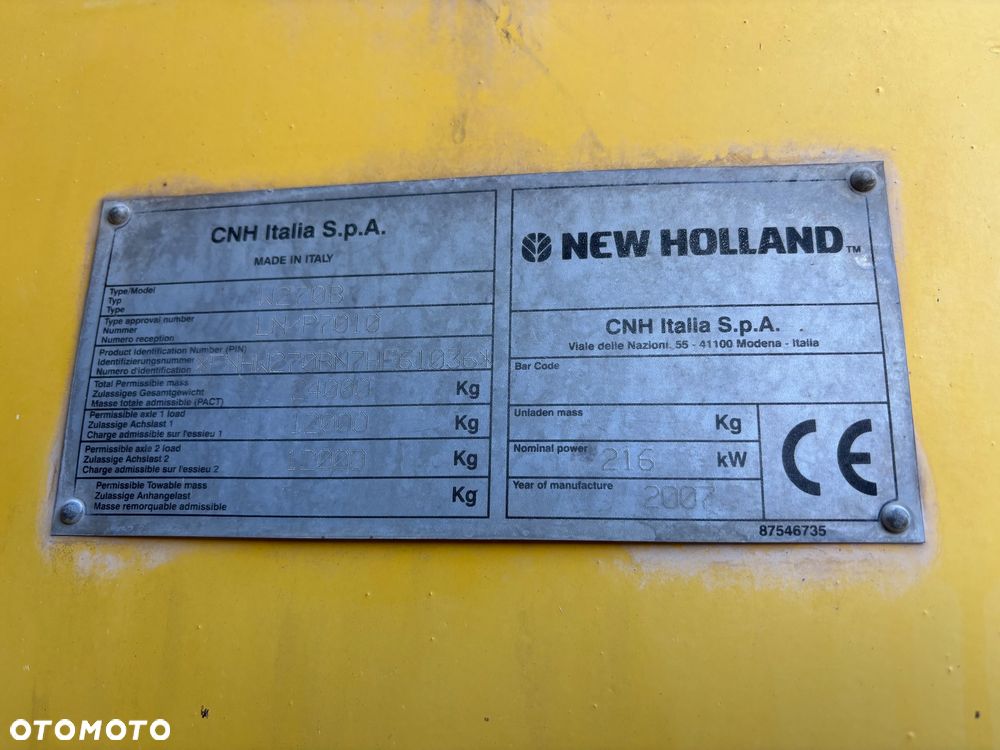 CNH Italia S.p.A.
MADE IN ITALY
Type/Model
Typ
Type
W270B
Type approval number
Nummer
Numero reception
LN/P7010
Product Identification Number (PIN)
Identifizierungsnummer
Numero d'identification
Total Permissible mass
Zulassiges Gesamtgewicht
Masse totale admissible (PACT)
24000 Kg
Permissible axle 1 load
Zulassige Achslast 1
Charge admissible sur l'essieu 1
12000 Kg
Permissible axle 2 load
Zulassige Achslast 2
Charge admissible sur l'essieu 2
12000 Kg
Permissible Towable mass
Zulassige Anhangelast
Masse remorquable admissible
Kg
NEW HOLLAND™
CNH Italia S.p.A.
Viale delle Nazioni, 55 - 41100 Modena - Italia
Bar Code
Unladen mass
Kg
Nominal power
216 kW
Year of manufacture
2007
CE
87546735
OTOMOTO